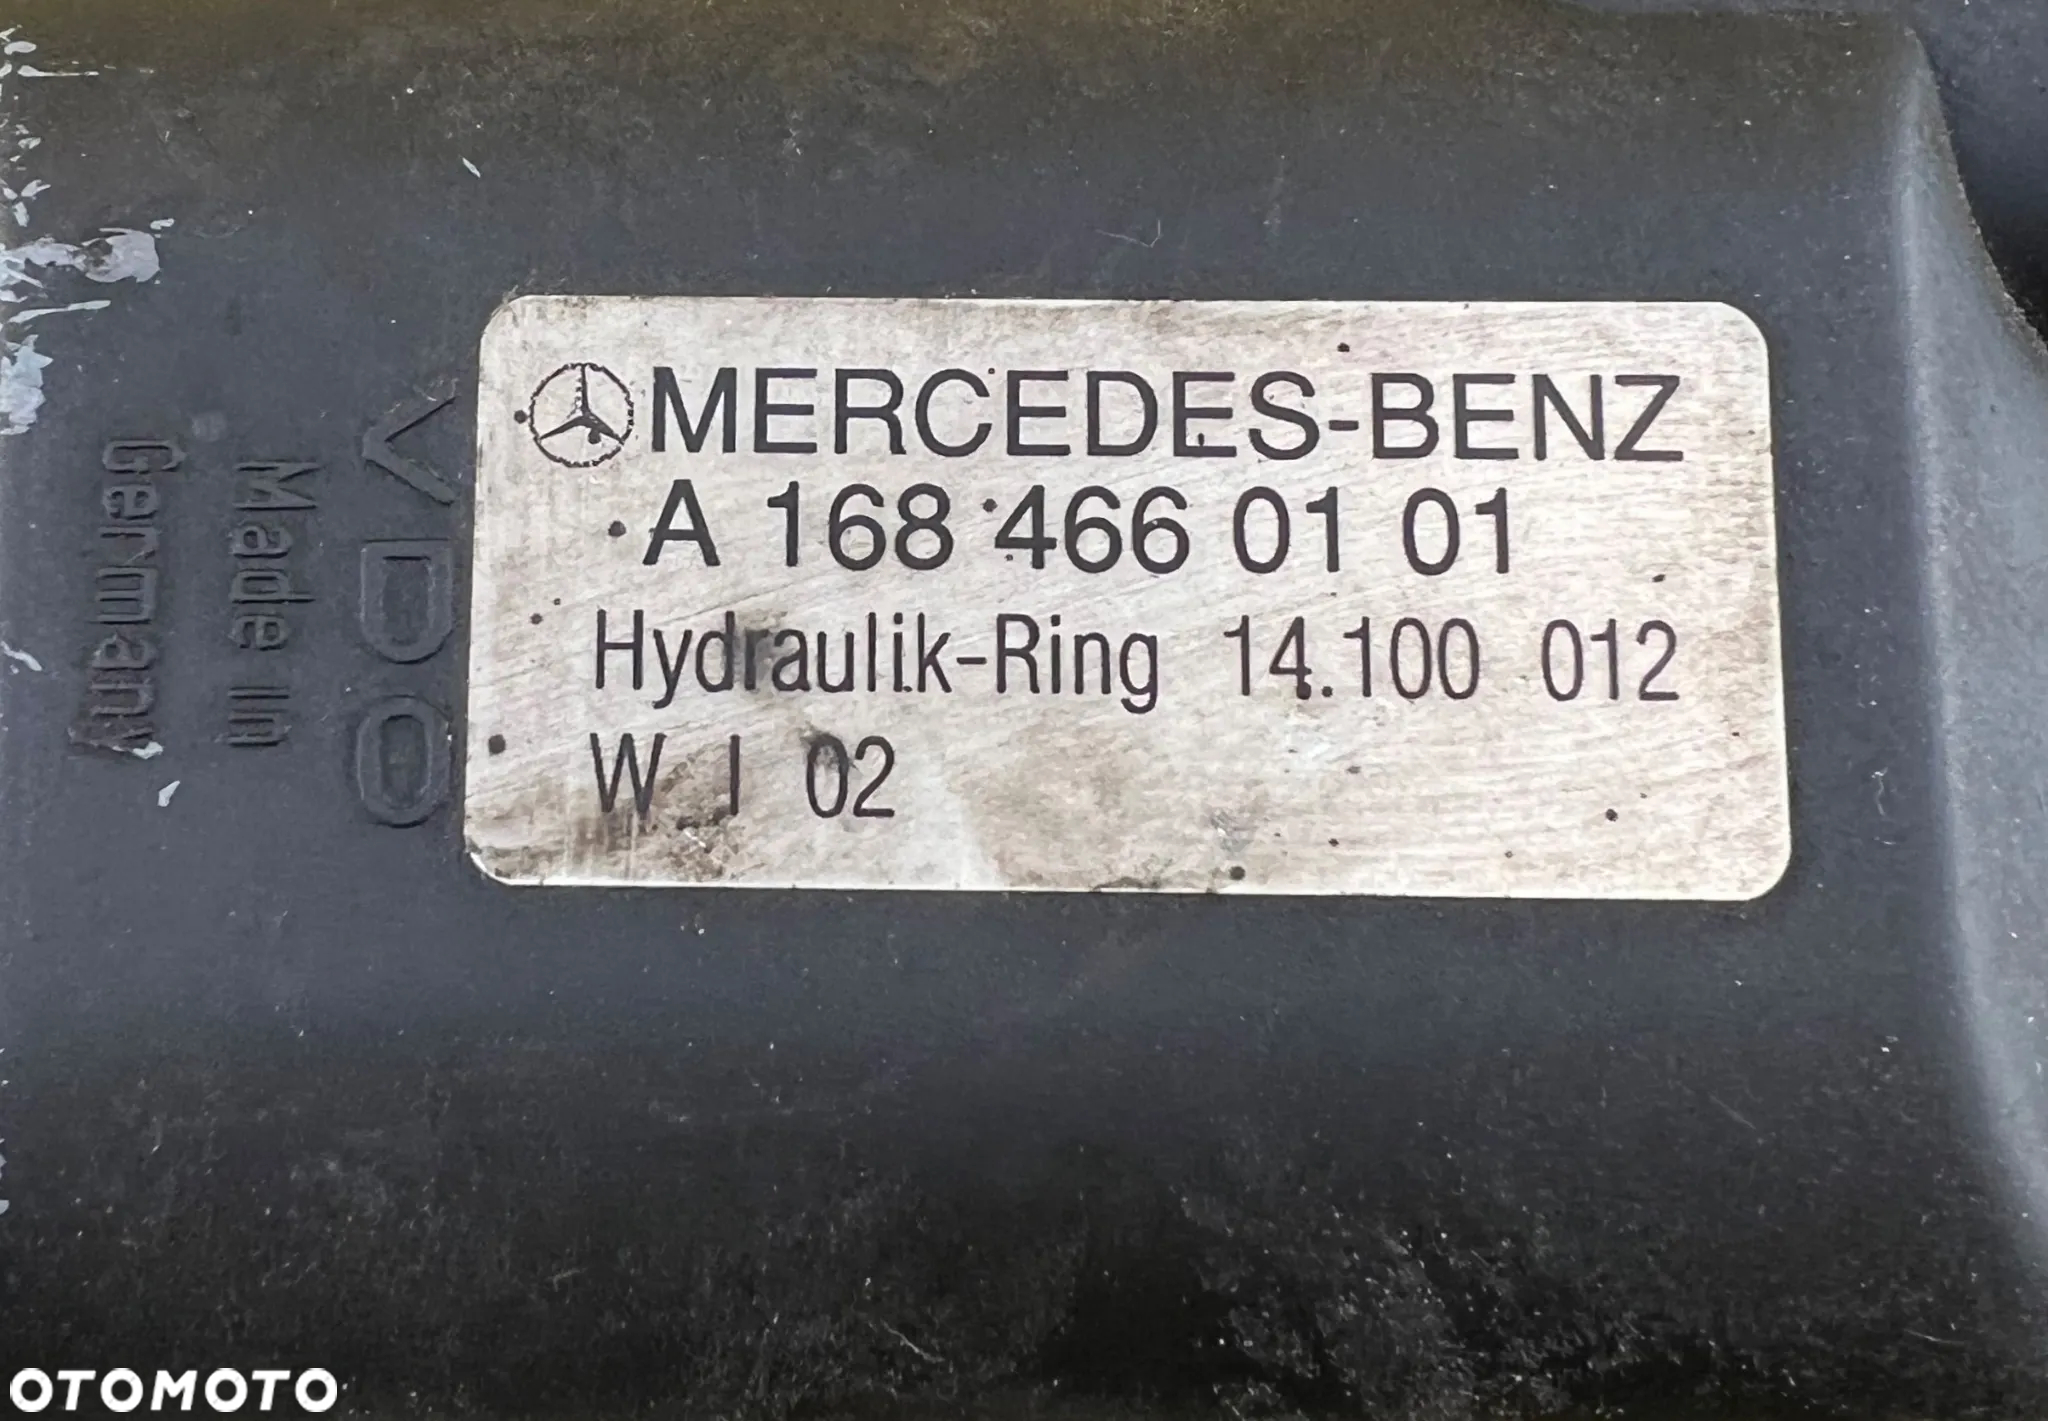 MERCEDES-BENZ
A 168 466 01 01
Hydraulik-Ring 14.100 012
W I 02
VDO
Made In
Germany
OTOMOTO